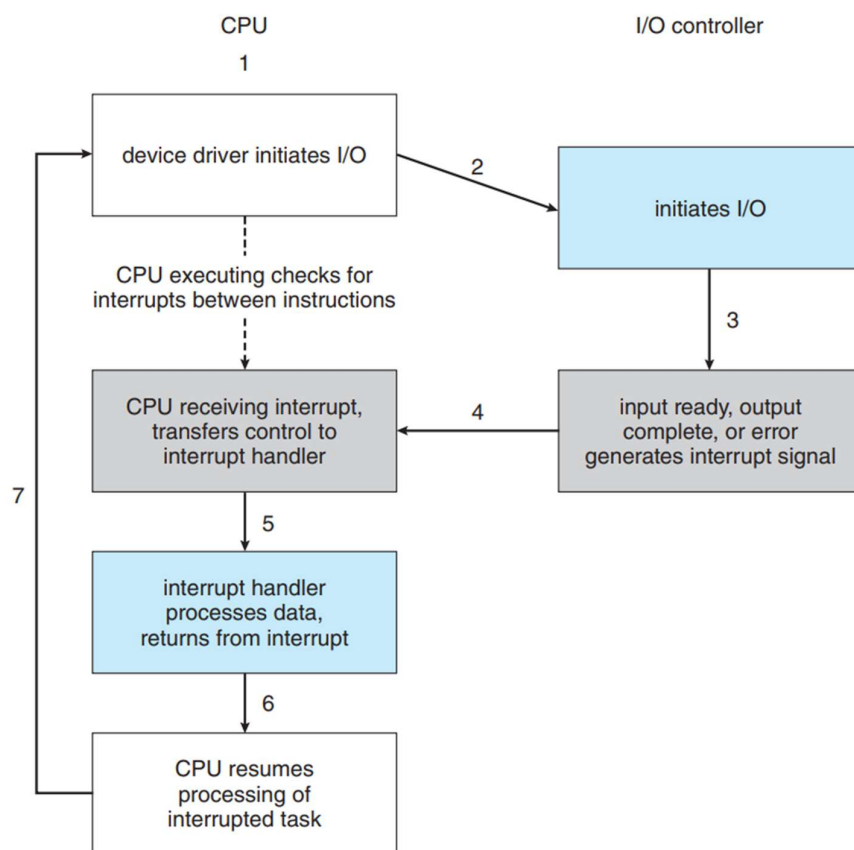 CPU
I/O controller
1
device driver initiates I/O
2
initiates I/O
CPU executing checks for
interrupts between instructions
3
CPU receiving interrupt,
transfers control to
interrupt handler
4
input ready, output
complete, or error
generates interrupt signal
7
5
interrupt handler
processes data,
returns from interrupt
6
CPU resumes
processing of
interrupted task